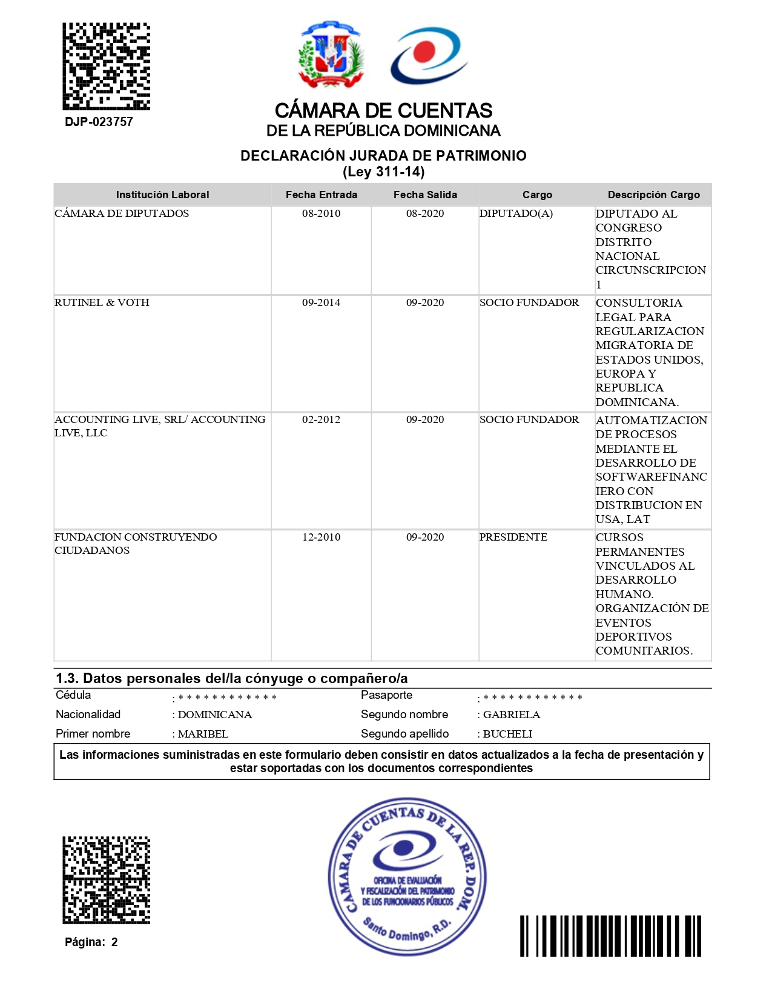 DJP-023757
CÁMARA DE CUENTAS
DE LA REPÚBLICA DOMINICANA
DECLARACIÓN JURADA DE PATRIMONIO
(Ley 311-14)
Institución Laboral Fecha Entrada Fecha Salida Cargo Descripción Cargo
CÁMARA DE DIPUTADOS 08-2010 08-2020 DIPUTADO(A) DIPUTADO AL
CONGRESO
DISTRITO
NACIONAL
CIRCUNSCRIPCION
1
RUTINEL & VOTH 09-2014 09-2020 SOCIO FUNDADOR CONSULTORIA
LEGAL PARA
REGULARIZACION
MIGRATORIA DE
ESTADOS UNIDOS,
EUROPA Y
REPUBLICA
DOMINICANA.
ACCOUNTING LIVE, SRL/ ACCOUNTING 02-2012 09-2020 SOCIO FUNDADOR AUTOMATIZACION
LIVE, LLC DE PROCESOS
MEDIANTE EL
DESARROLLO DE
SOFTWAREFINANC
IERO CON
DISTRIBUCION EN
USA, LAT
FUNDACION CONSTRUYENDO 12-2010 09-2020 PRESIDENTE CURSOS
CIUDADANOS PERMANENTES
VINCULADOS AL
DESARROLLO
HUMANO.
ORGANIZACIÓN DE
EVENTOS
DEPORTIVOS
COMUNITARIOS.
1.3. Datos personales del/la cónyuge o compañero/a
Cédula : * * * * * * * * * * * * Pasaporte : * * * * * * * * * * * *
Nacionalidad : DOMINICANA Segundo nombre : GABRIELA
Primer nombre : MARIBEL Segundo apellido : BUCHELI
Las informaciones suministradas en este formulario deben consistir en datos actualizados a la fecha de presentación y
estar soportadas con los documentos correspondientes
CAMARA DE CUENTAS DE LA REP. DOM.
OFICINA DE EVALUACIÓN
Y FISCALIZACIÓN DEL PATRIMONIO
DE LOS FUNCIONARIOS PÚBLICOS
Santo Domingo, R.D.
Página: 2